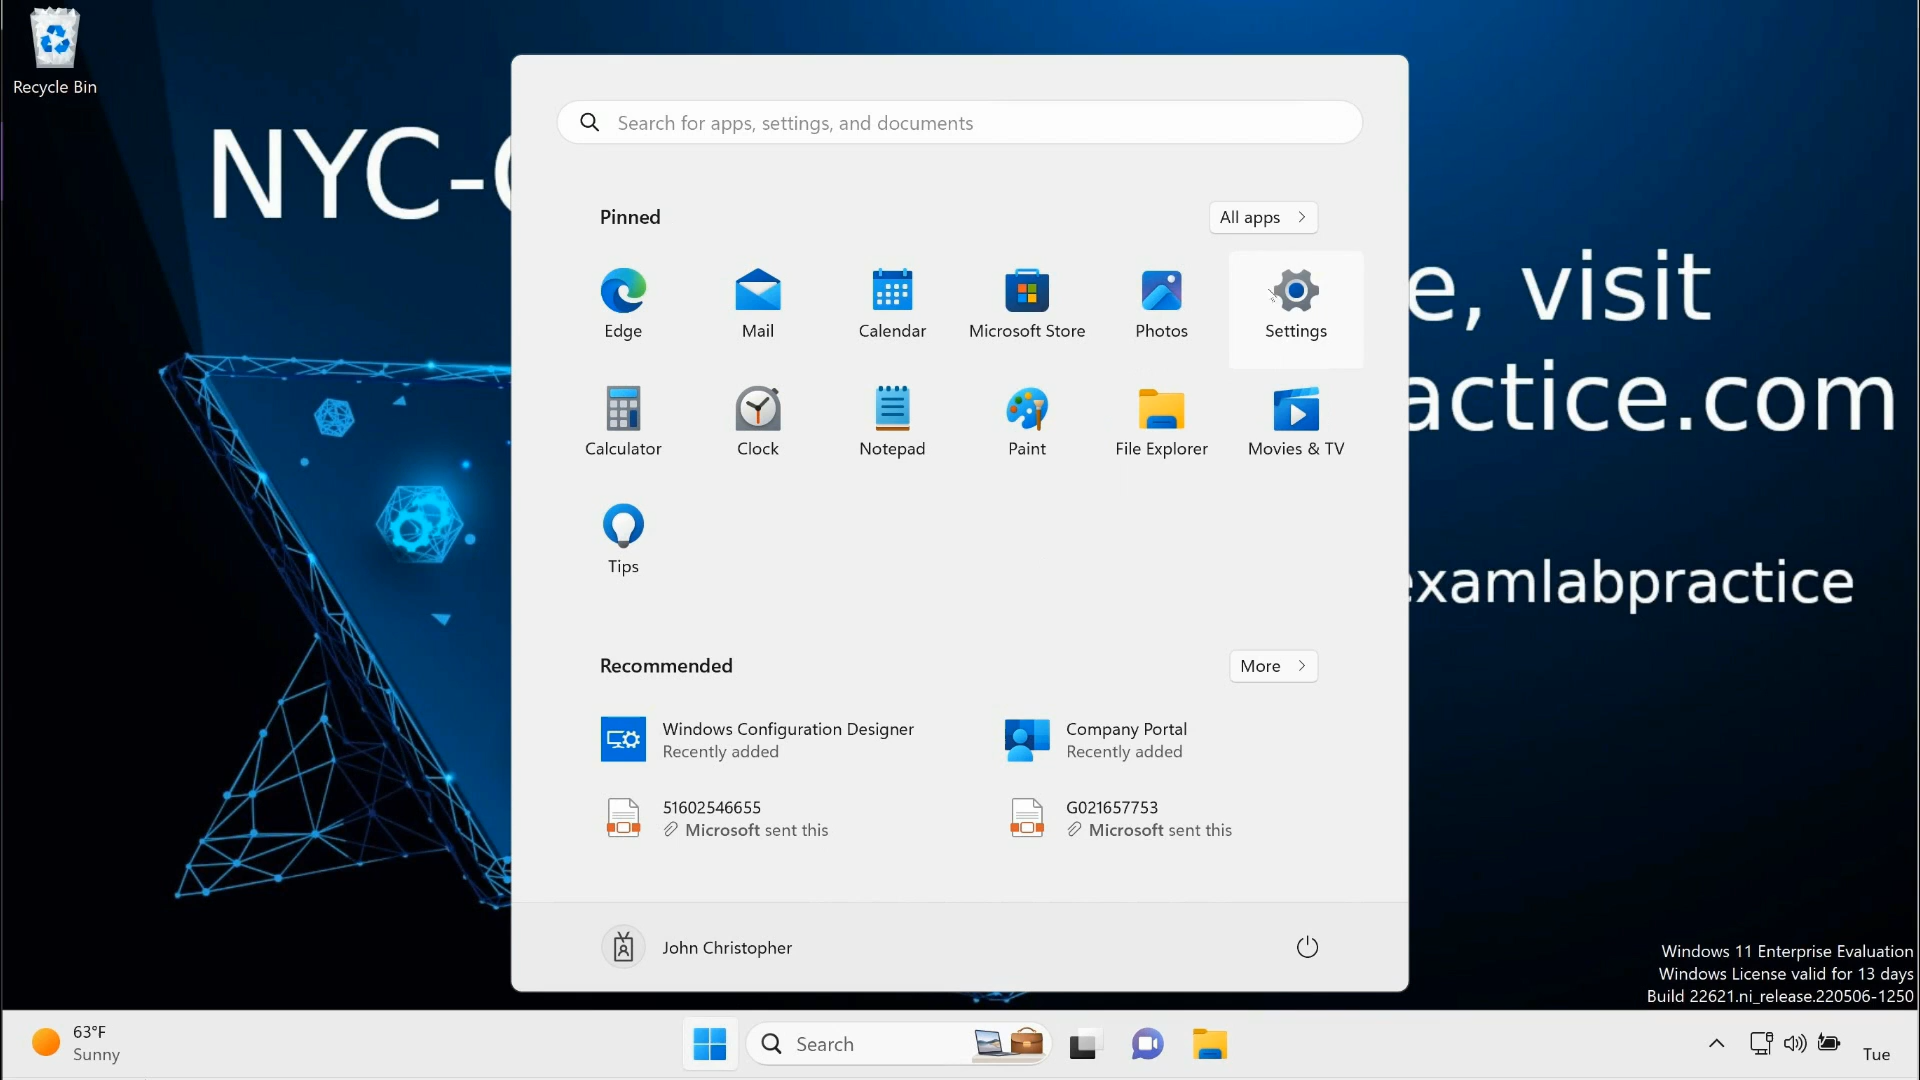 Recycle Bin
NYC-
e, visit
actice.com
examlabpractice
Search for apps, settings, and documents
Pinned
All apps
Edge
Mail
Calendar
Microsoft Store
Photos
Settings
Calculator
Clock
Notepad
Paint
File Explorer
Movies & TV
Tips
Recommended
More
Windows Configuration Designer
Recently added
Company Portal
Recently added
51602546655
Microsoft sent this
G021657753
Microsoft sent this
John Christopher
Windows 11 Enterprise Evaluation
Windows License valid for 13 days
Build 22621.ni_release.220506-1250
63°F
Sunny
Search
Tue